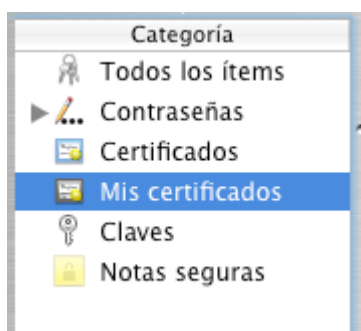 Categoría
Todos los ítems
Contraseñas
Certificados
Mis certificados
Claves
Notas seguras